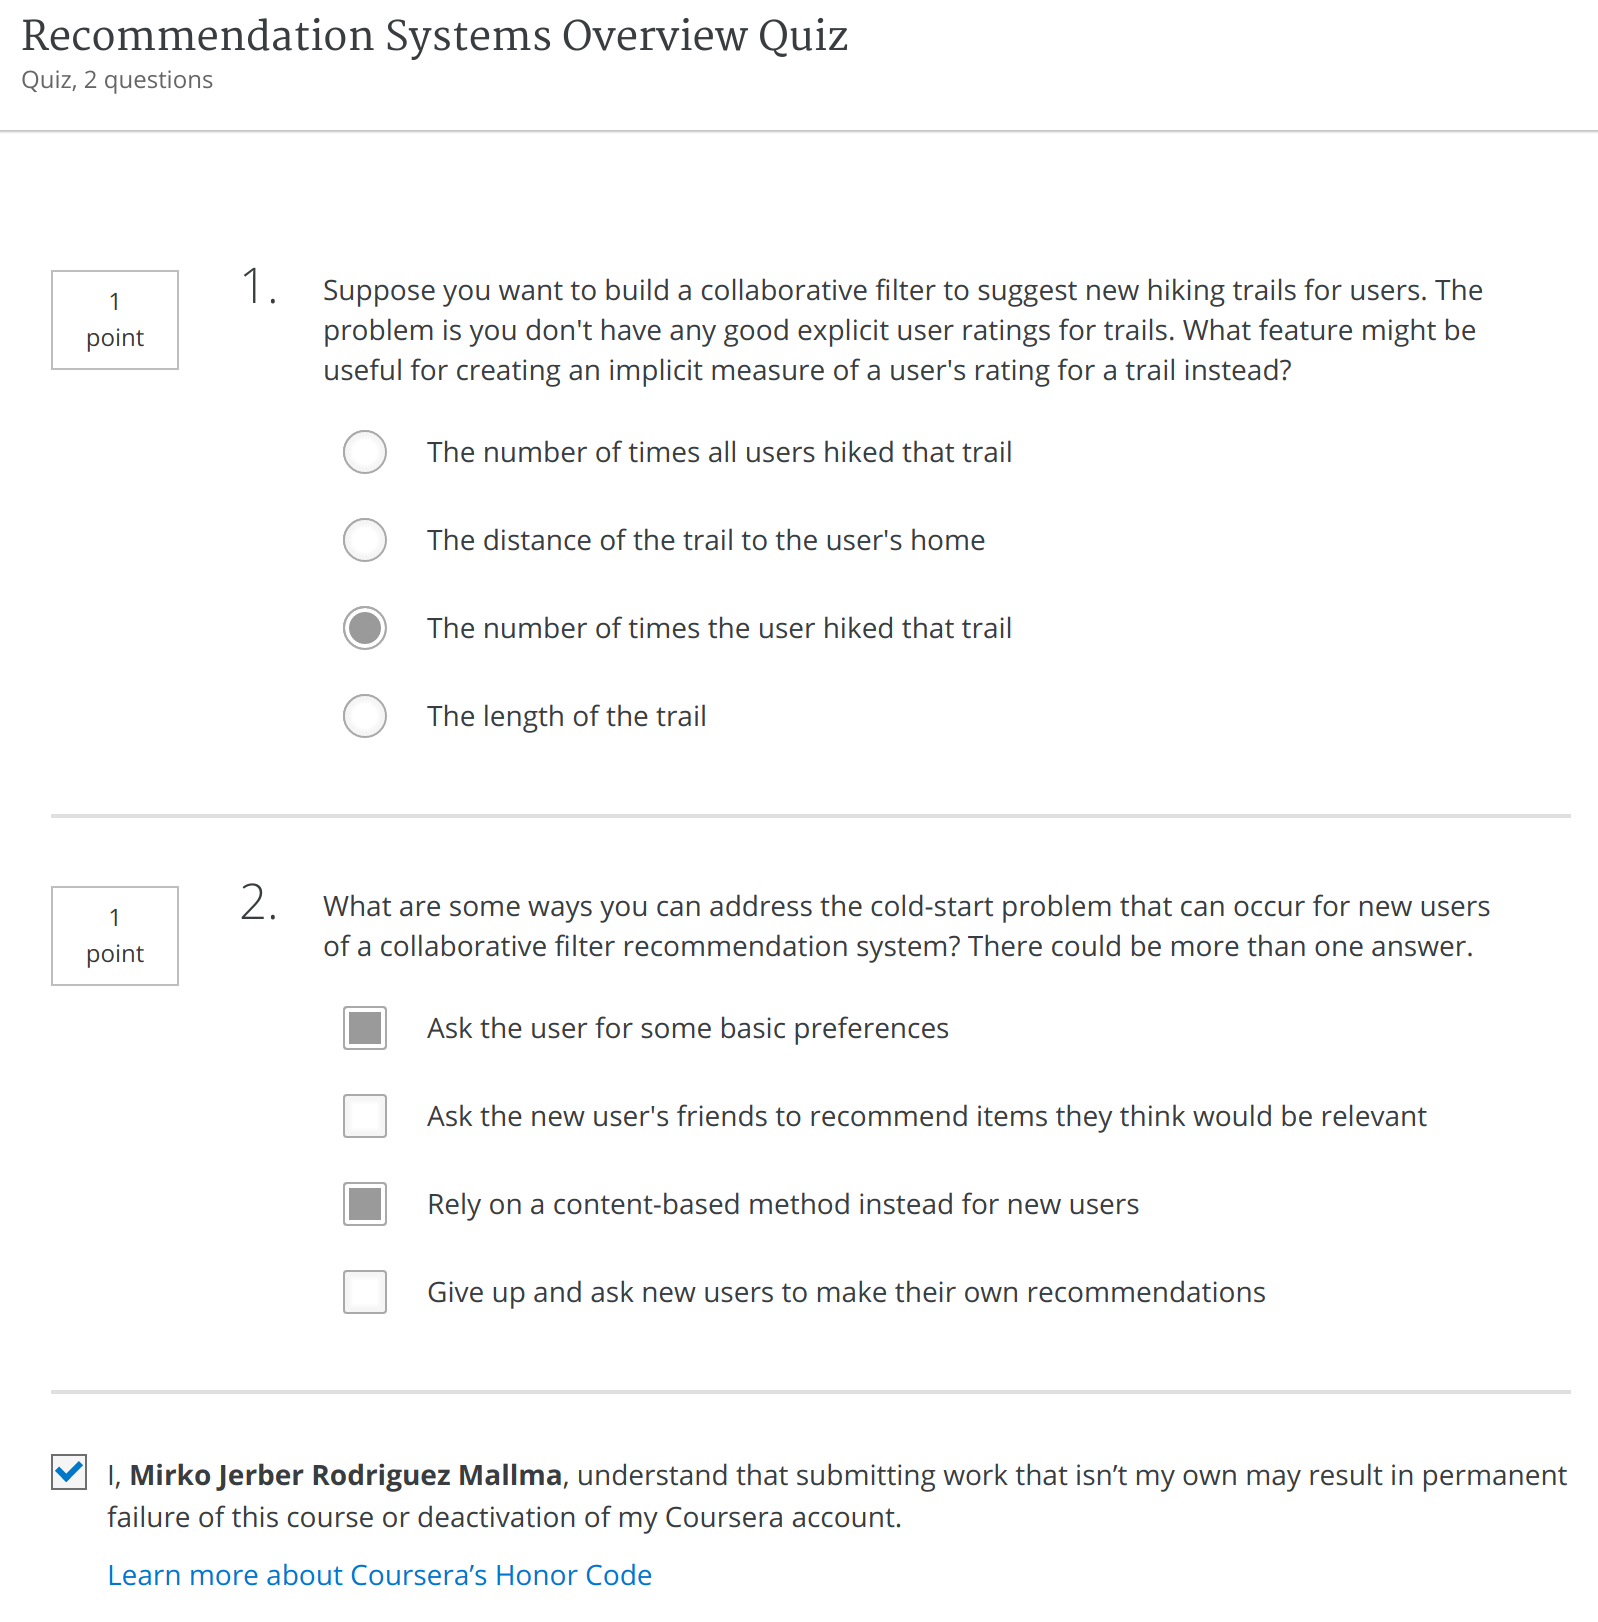 Recommendation Systems Overview Quiz
Quiz, 2 questions
1
point
1.
Suppose you want to build a collaborative filter to suggest new hiking trails for users. The
problem is you don't have any good explicit user ratings for trails. What feature might be
useful for creating an implicit measure of a user's rating for a trail instead?
The number of times all users hiked that trail
The distance of the trail to the user's home
The number of times the user hiked that trail
The length of the trail
1
point
2.
What are some ways you can address the cold-start problem that can occur for new users
of a collaborative filter recommendation system? There could be more than one answer.
Ask the user for some basic preferences
Ask the new user's friends to recommend items they think would be relevant
Rely on a content-based method instead for new users
Give up and ask new users to make their own recommendations
I, Mirko Jerber Rodriguez Mallma, understand that submitting work that isn’t my own may result in permanent
failure of this course or deactivation of my Coursera account.
Learn more about Coursera’s Honor Code